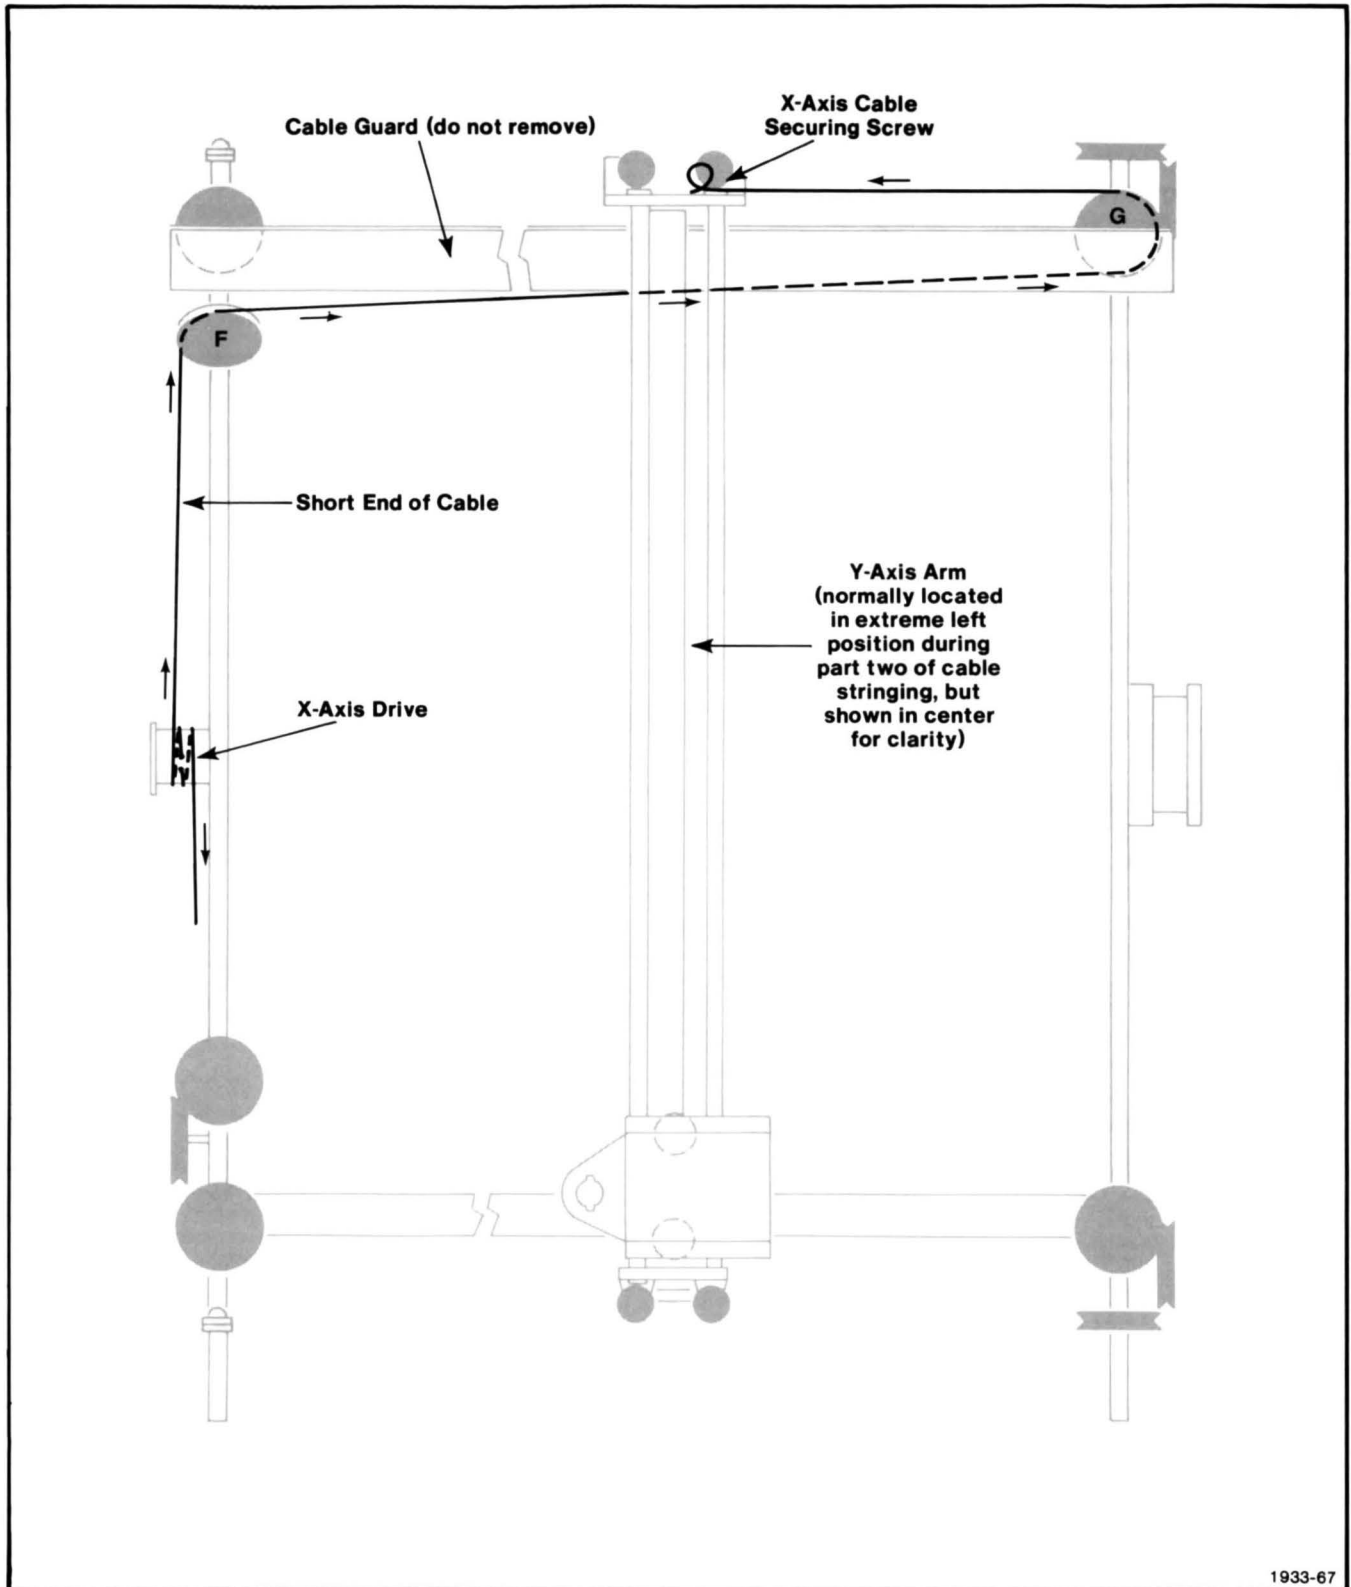 X-Axis Cable
Securing Screw
Cable Guard (do not remove)
G
F
Short End of Cable
Y-Axis Arm
(normally located
in extreme left
position during
part two of cable
stringing, but
shown in center
for clarity)
X-Axis Drive
1933-67